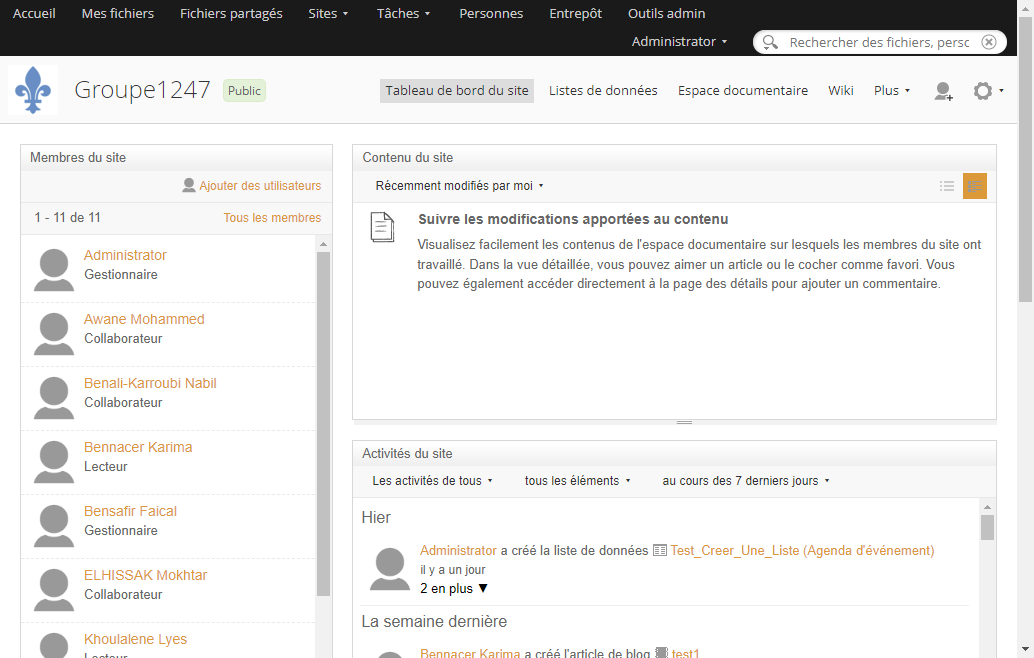 Accueil Mes fichiers Fichiers partagés Sites Tâches Personnes Entrepôt Outils admin
Administrator Rechercher des fichiers, persc
Groupe1247 Public Tableau de bord du site Listes de données Espace documentaire Wiki Plus
Membres du site
Ajouter des utilisateurs
1 - 11 de 11 Tous les membres
Administrator
Gestionnaire
Awane Mohammed
Collaborateur
Benali-Karroubi Nabil
Collaborateur
Bennacer Karima
Lecteur
Bensafir Faical
Gestionnaire
ELHISSAK Mokhtar
Collaborateur
Khoulalene Lyes
Lecteur
Contenu du site
Récemment modifiés par moi
Suivre les modifications apportées au contenu
Visualisez facilement les contenus de l'espace documentaire sur lesquels les membres du site ont
travaillé. Dans la vue détaillée, vous pouvez aimer un article ou le cocher comme favori. Vous
pouvez également accéder directement à la page des détails pour ajouter un commentaire.
Activités du site
Les activités de tous tous les éléments au cours des 7 derniers jours
Hier
Administrator a créé la liste de données Test_Creer_Une_Liste (Agenda d'événement)
il y a un jour
2 en plus ▼
La semaine dernière
Bennacer Karima a créé l'article de blog test1